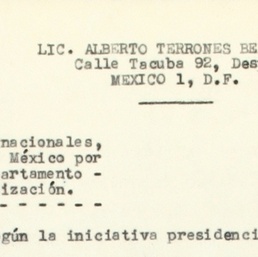 LIC. ALBERTO TERRONES BE
Calle Tacuba 92, Des
MEXICO 1, D.F.
nacionales,
México por
artamento -
ización.
- - - - - -
gún la iniciativa presidenci